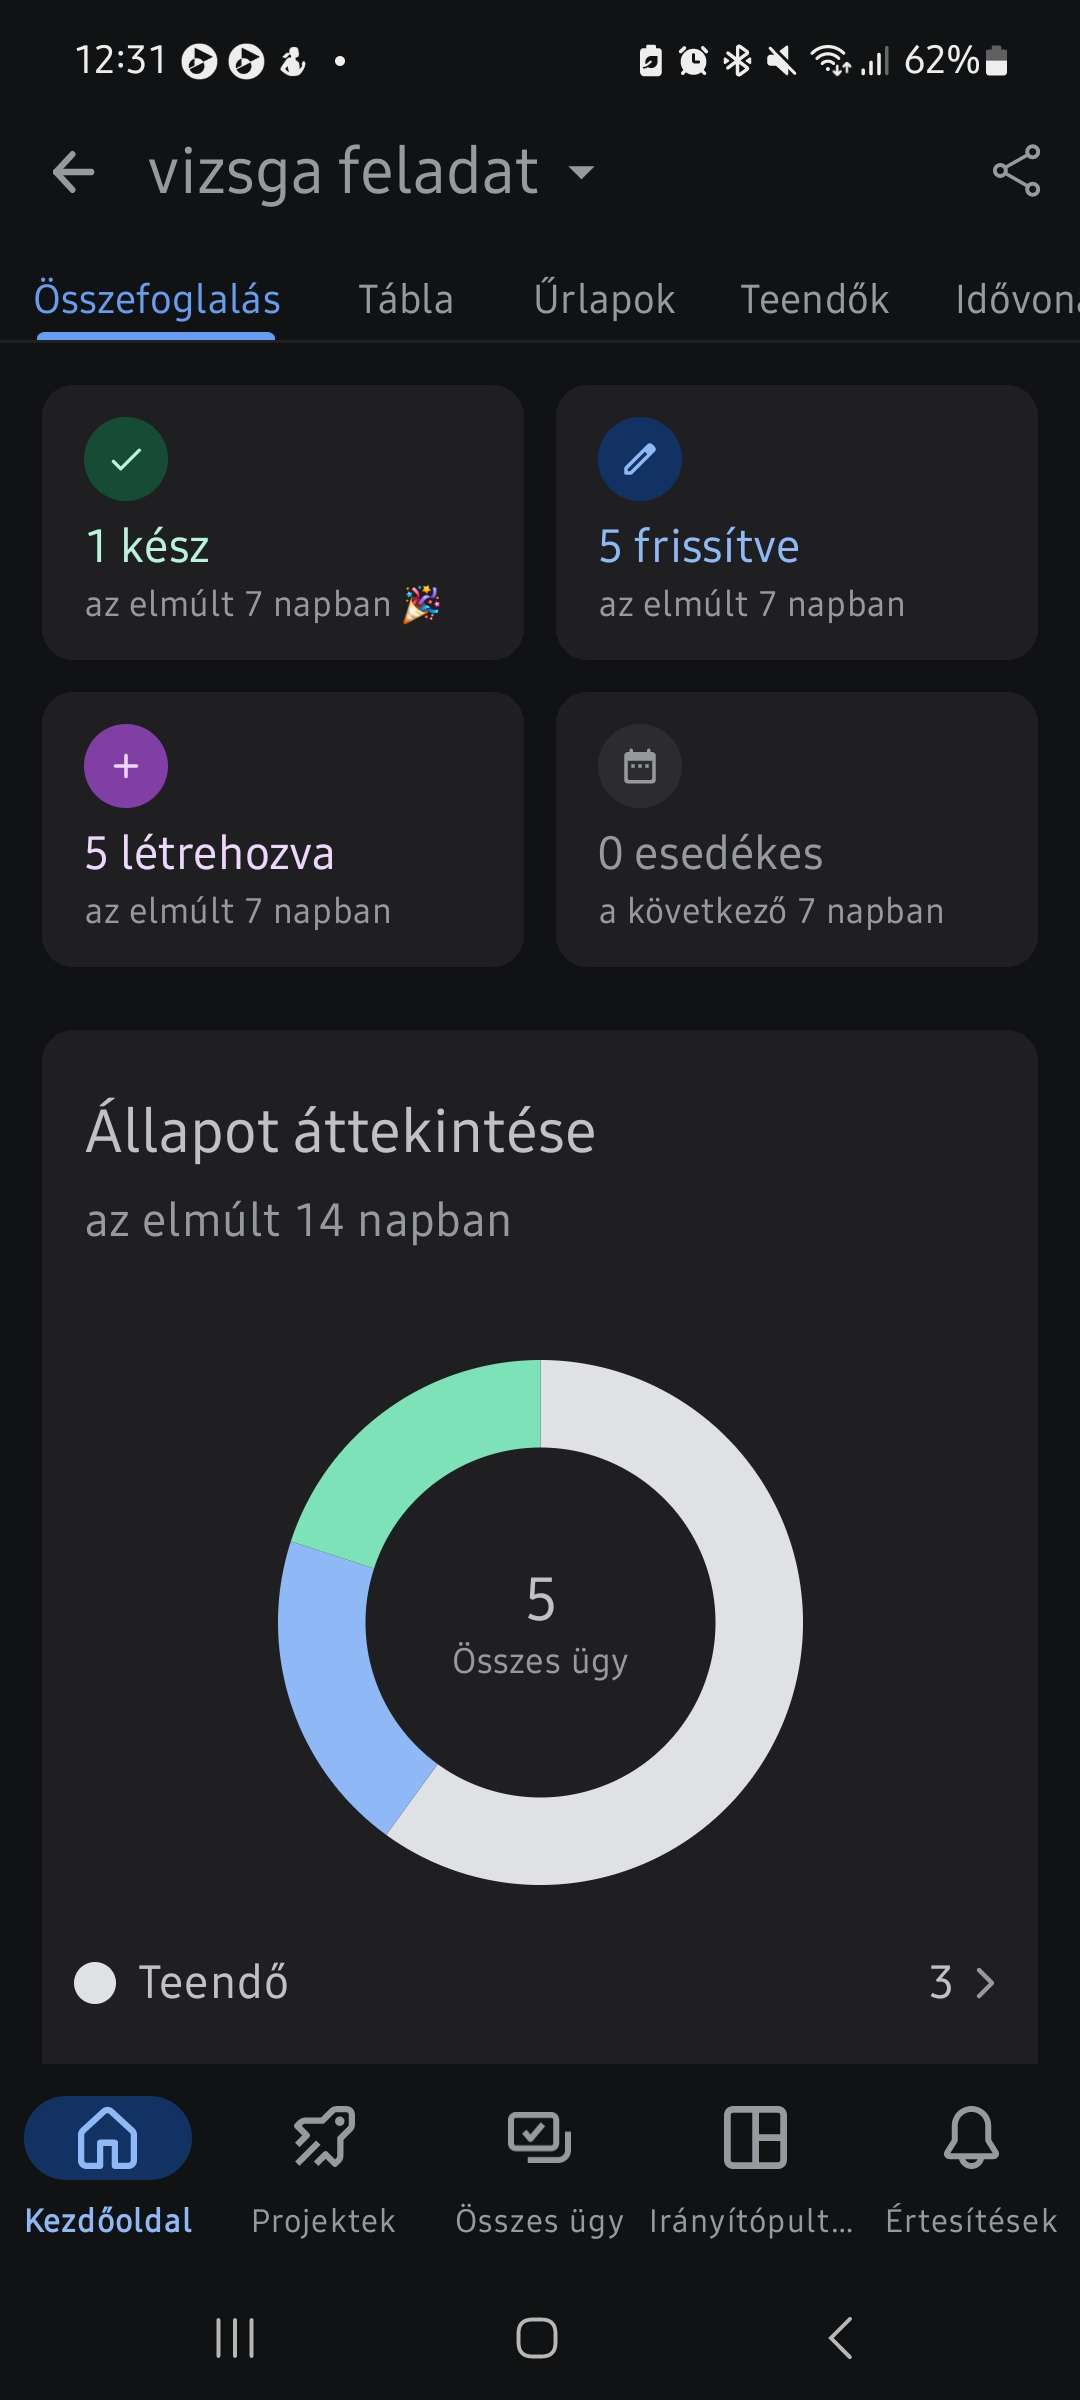 12:31
62%
vizsga feladat
Összefoglalás Tábla Űrlapok Teendők Idővona
1 kész
az elmúlt 7 napban 🎉
5 frissítve
az elmúlt 7 napban
5 létrehozva
az elmúlt 7 napban
0 esedékes
a következő 7 napban
Állapot áttekintése
az elmúlt 14 napban
5
Összes ügy
Teendő 3
Kezdőoldal Projektek Összes ügy Irányítópult... Értesítések